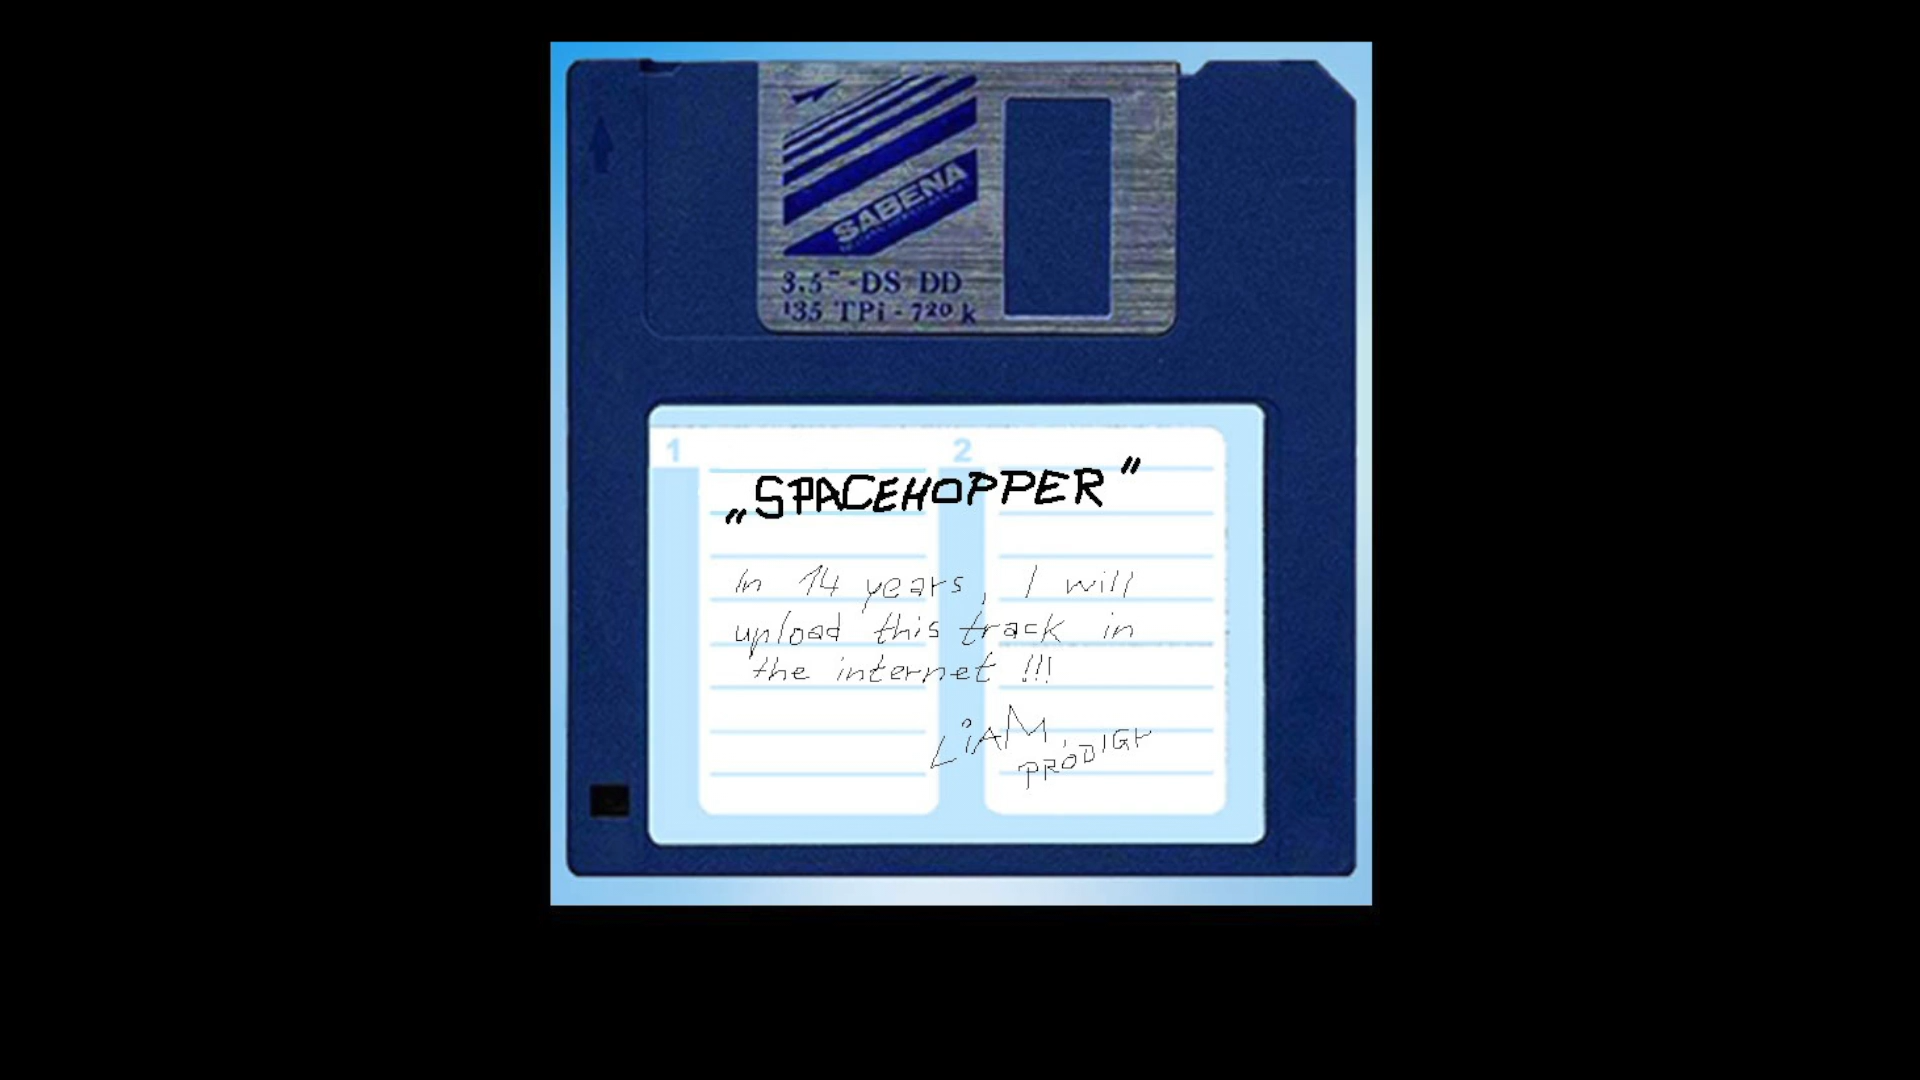 SABENA
3.5" -DS DD
135 TPi - 720 k
1 2
„SPACEHOPPER"
In 14 years, I will
upload this track in
the internet !!!
LiAM,
PRODIGY